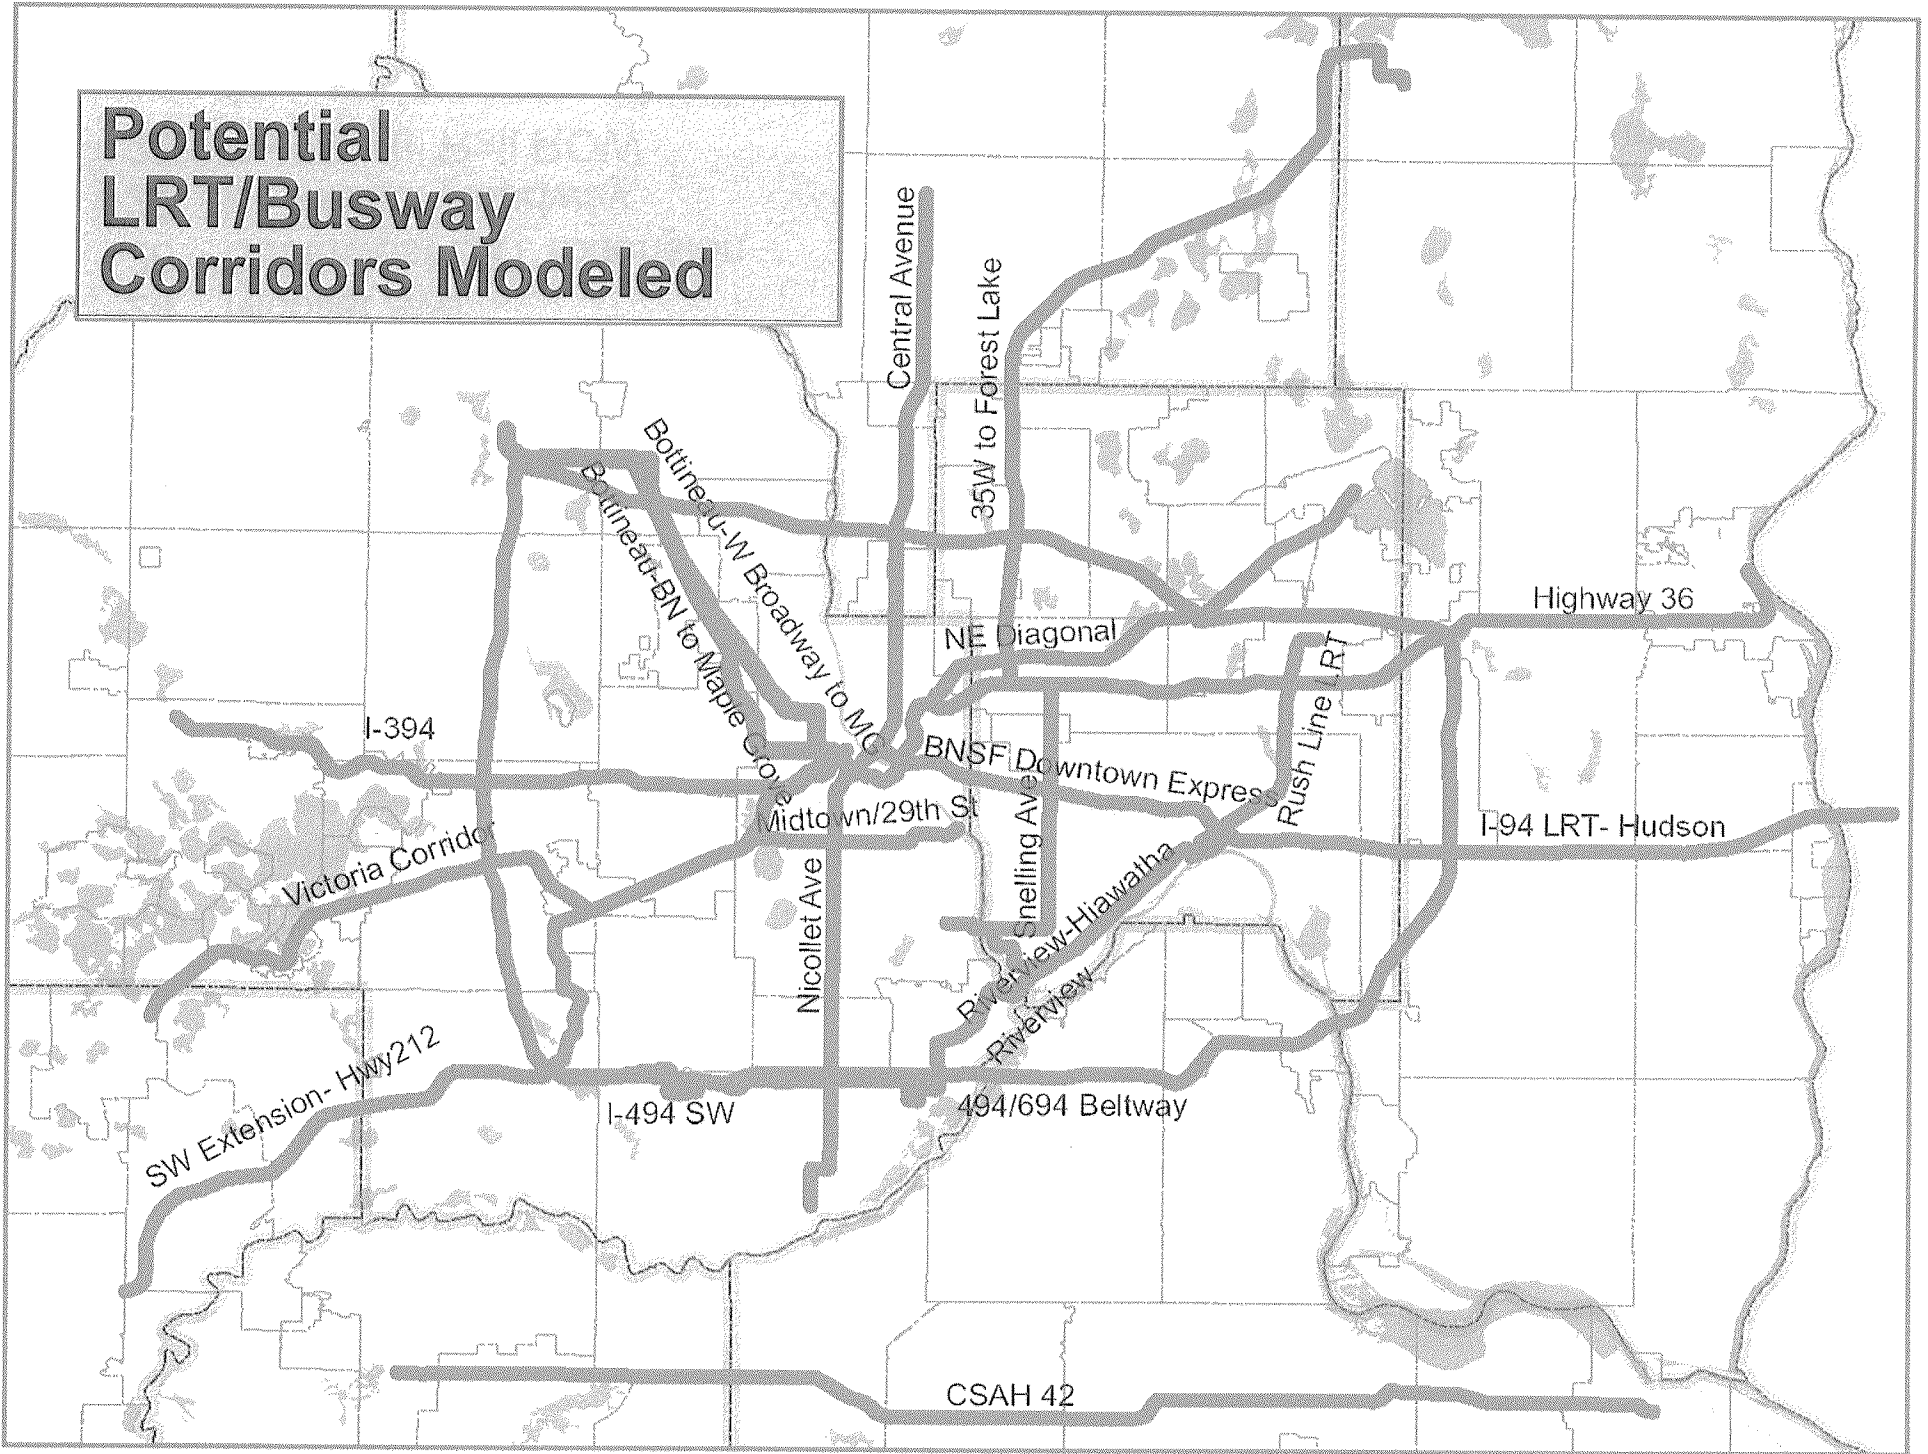 Potential
LRT/Busway
Corridors Modeled
Central Avenue
35W to Forest Lake
Bottineau-W Broadway to MG
Bottineau-BN to Maple Grove
Highway 36
NE Diagonal
Rush Line LRT
I-394
BNSF Downtown Express
Midtown/29th St
Snelling Ave
I-94 LRT- Hudson
Victoria Corridor
Nicollet Ave
Riverview-Hiawatha
Riverview
SW Extension- Hwy212
I-494 SW
494/694 Beltway
CSAH 42